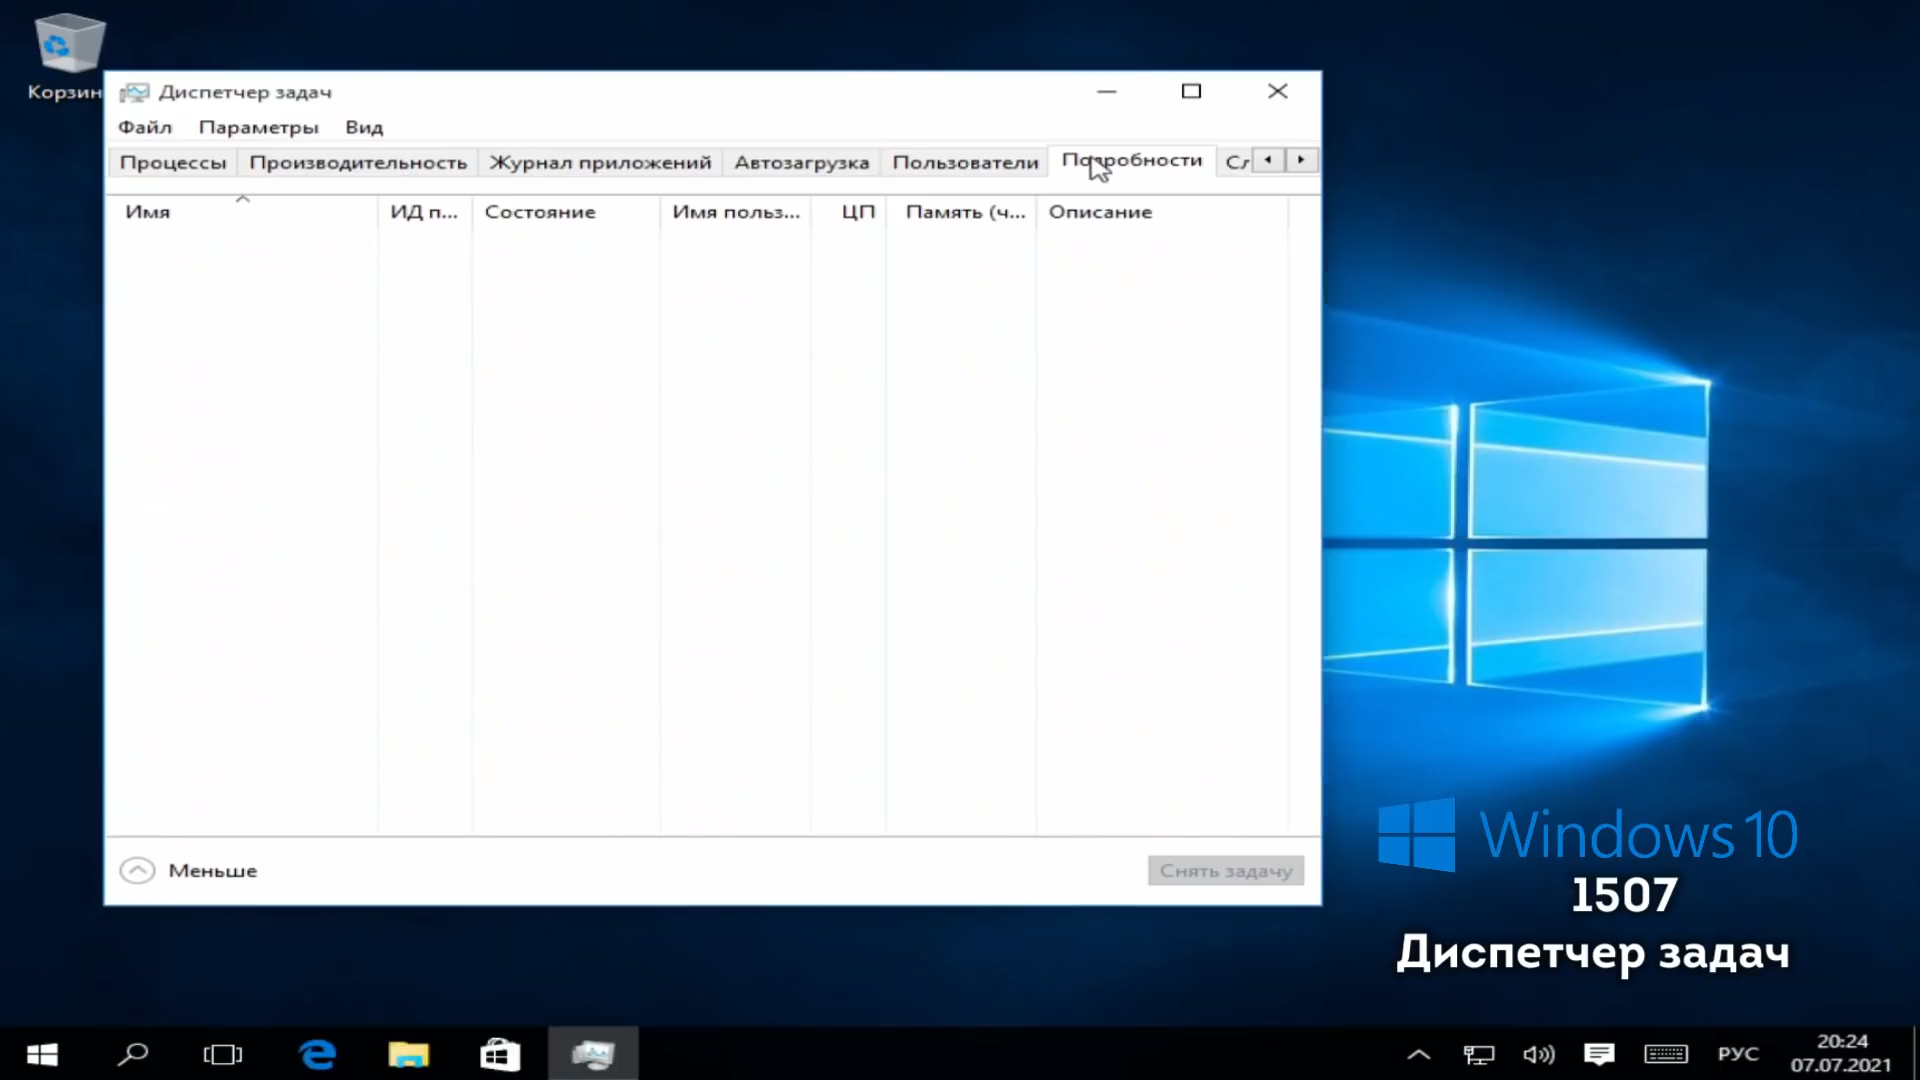 Корзин
Диспетчер задач
Файл Параметры Вид
Процессы Производительность Журнал приложений Автозагрузка Пользователи Подробности Сл
Имя ИД п... Состояние Имя польз... ЦП Память (ч... Описание
Меньше Снять задачу
Windows 10
1507
Диспетчер задач
РУС 20:24
07.07.2021